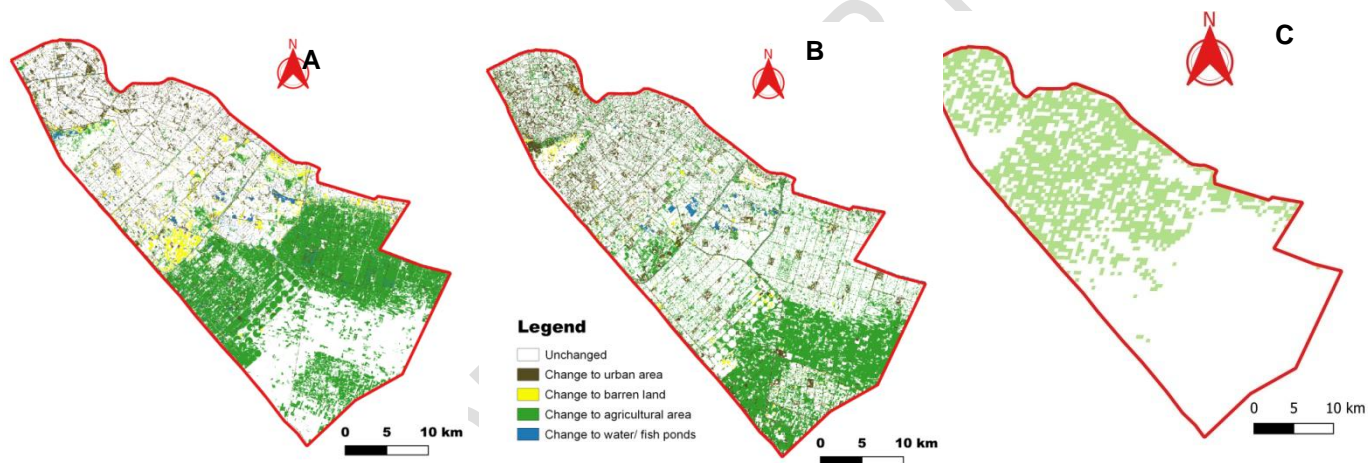 N
A
N
B
N
C
Legend
Unchanged
Change to urban area
Change to barren land
Change to agricultural area
Change to water/ fish ponds
0 5 10 km
0 5 10 km
0 5 10 km